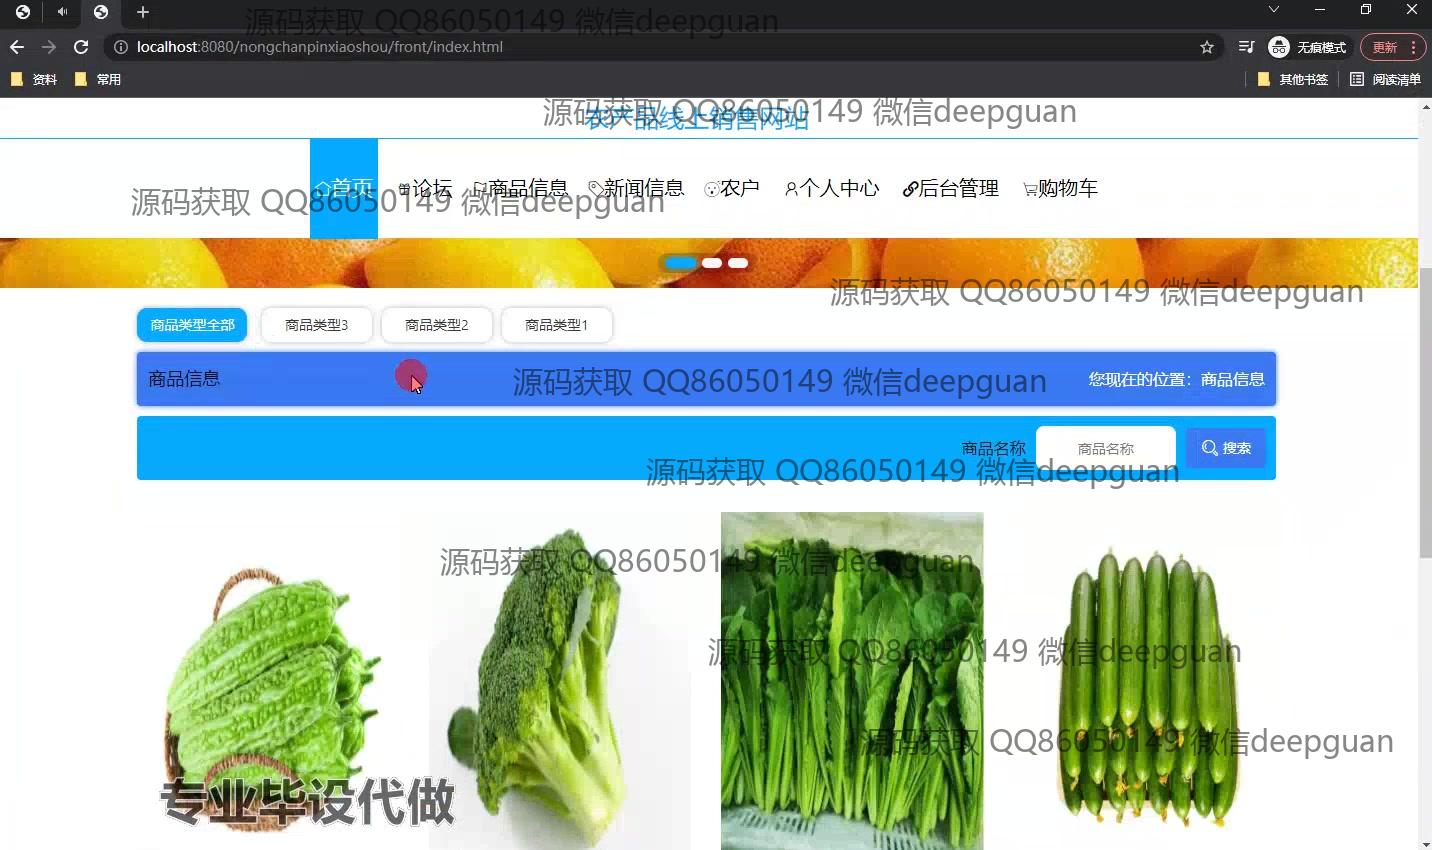 源码获取 QQ86050149 微信deepguan
localhost:8080/nongchanpinxiaoshou/front/index.html
无痕模式
更新
资料
常用
其他书签
阅读清单
源码获取 QQ86050149 微信deepguan
农产品线上销售网站
首页
论坛
商品信息
新闻信息
农户
个人中心
后台管理
购物车
源码获取 QQ86050149 微信deepguan
源码获取 QQ86050149 微信deepguan
商品类型全部
商品类型3
商品类型2
商品类型1
商品信息
源码获取 QQ86050149 微信deepguan
您现在的位置：商品信息
商品名称
商品名称
搜索
源码获取 QQ86050149 微信deepguan
源码获取 QQ86050149 微信deepguan
源码获取 QQ86050149 微信deepguan
源码获取 QQ86050149 微信deepguan
专业毕设代做